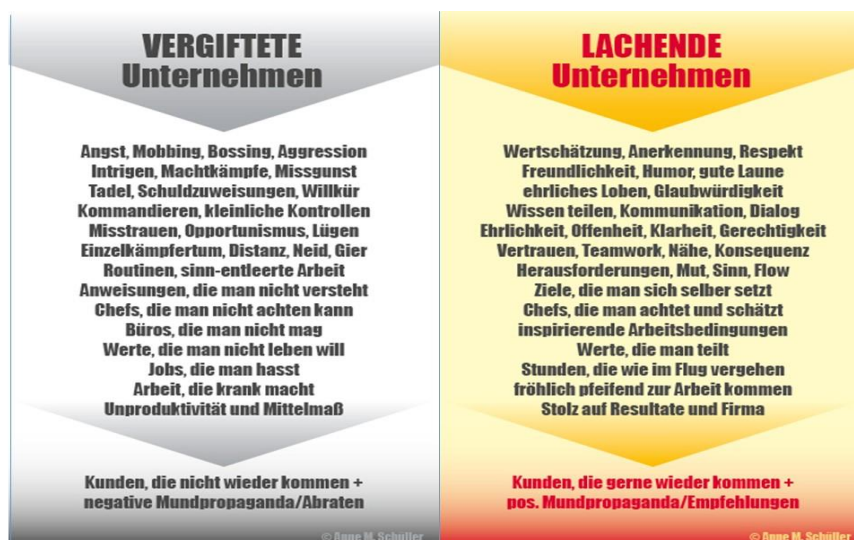 VERGIFTETE
Unternehmen
Angst, Mobbing, Bossing, Aggression
Intrigen, Machtkämpfe, Missgunst
Tadel, Schuldzuweisungen, Willkür
Kommandieren, kleinliche Kontrollen
Misstrauen, Opportunismus, Lügen
Einzelkämpfertum, Distanz, Neid, Gier
Routinen, sinn-entleerte Arbeit
Anweisungen, die man nicht versteht
Chefs, die man nicht achten kann
Büros, die man nicht mag
Werte, die man nicht leben will
Jobs, die man hasst
Arbeit, die krank macht
Unproduktivität und Mittelmaß
Kunden, die nicht wieder kommen +
negative Mundpropaganda/Abraten
© Anne M. Schüller
LACHENDE
Unternehmen
Wertschätzung, Anerkennung, Respekt
Freundlichkeit, Humor, gute Laune
ehrliches Loben, Glaubwürdigkeit
Wissen teilen, Kommunikation, Dialog
Ehrlichkeit, Offenheit, Klarheit, Gerechtigkeit
Vertrauen, Teamwork, Nähe, Konsequenz
Herausforderungen, Mut, Sinn, Flow
Ziele, die man sich selber setzt
Chefs, die man achtet und schätzt
inspirierende Arbeitsbedingungen
Werte, die man teilt
Stunden, die wie im Flug vergehen
fröhlich pfeifend zur Arbeit kommen
Stolz auf Resultate und Firma
Kunden, die gerne wieder kommen +
pos. Mundpropaganda/Empfehlungen
© Anne M. Schüller